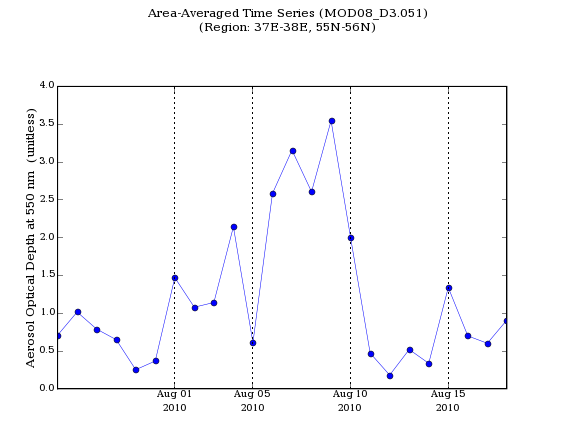 Area-Averaged Time Series (MOD08_D3.051)
(Region: 37E-38E, 55N-56N)
Aerosol Optical Depth at 550 nm (unitless)
4.0
3.5
3.0
2.5
2.0
1.5
1.0
0.5
0.0
Aug 01 Aug 05 Aug 10 Aug 15
2010 2010 2010 2010